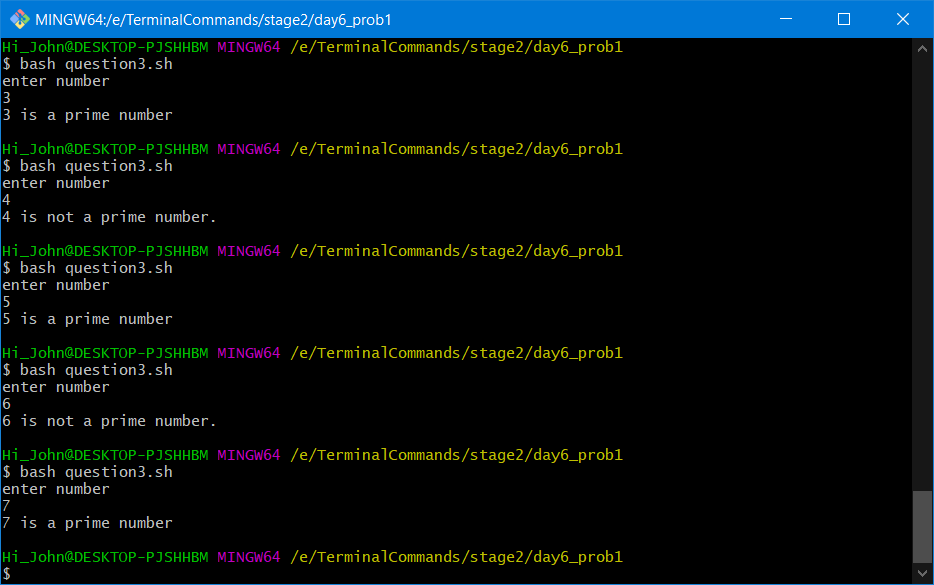 MINGW64:/e/TerminalCommands/stage2/day6_prob1
Hi_John@DESKTOP-PJSHHBM MINGW64 /e/TerminalCommands/stage2/day6_prob1
$ bash question3.sh
enter number
3
3 is a prime number
Hi_John@DESKTOP-PJSHHBM MINGW64 /e/TerminalCommands/stage2/day6_prob1
$ bash question3.sh
enter number
4
4 is not a prime number.
Hi_John@DESKTOP-PJSHHBM MINGW64 /e/TerminalCommands/stage2/day6_prob1
$ bash question3.sh
enter number
5
5 is a prime number
Hi_John@DESKTOP-PJSHHBM MINGW64 /e/TerminalCommands/stage2/day6_prob1
$ bash question3.sh
enter number
6
6 is not a prime number.
Hi_John@DESKTOP-PJSHHBM MINGW64 /e/TerminalCommands/stage2/day6_prob1
$ bash question3.sh
enter number
7
7 is a prime number
Hi_John@DESKTOP-PJSHHBM MINGW64 /e/TerminalCommands/stage2/day6_prob1
$